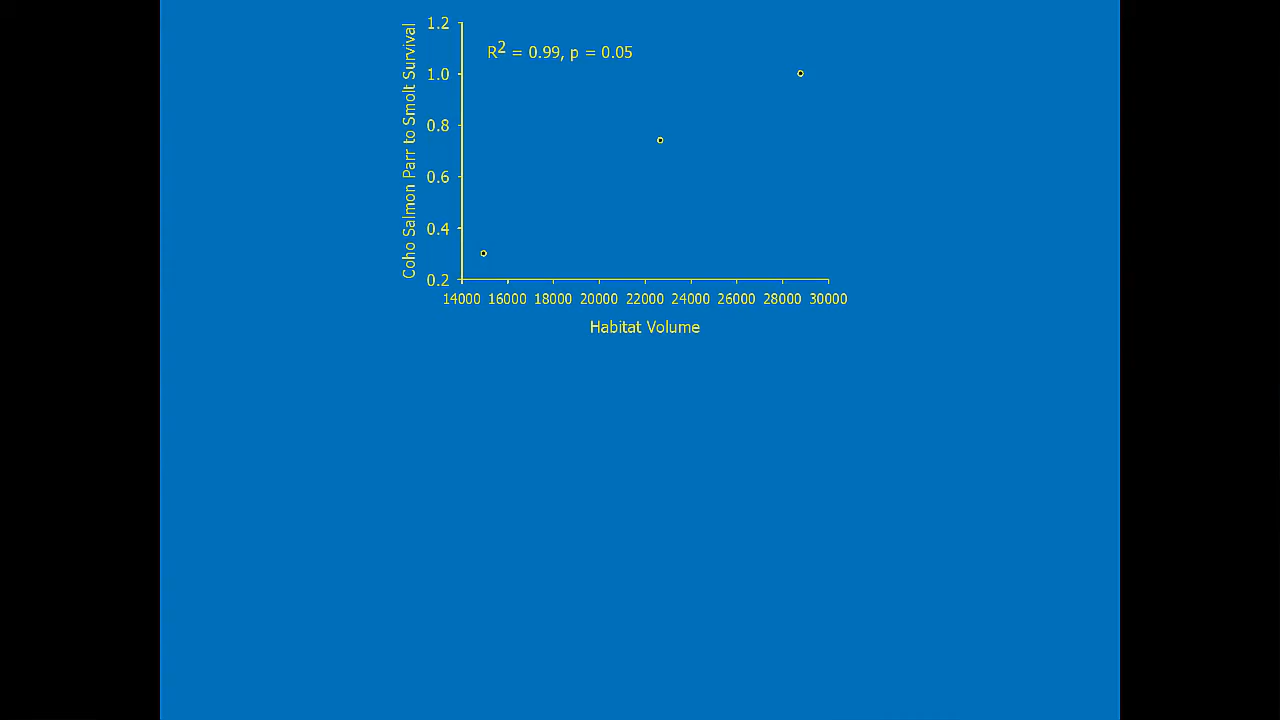 R2 = 0.99, p = 0.05
Coho Salmon Parr to Smolt Survival
1.2
1.0
0.8
0.6
0.4
0.2
14000 16000 18000 20000 22000 24000 26000 28000 30000
Habitat Volume